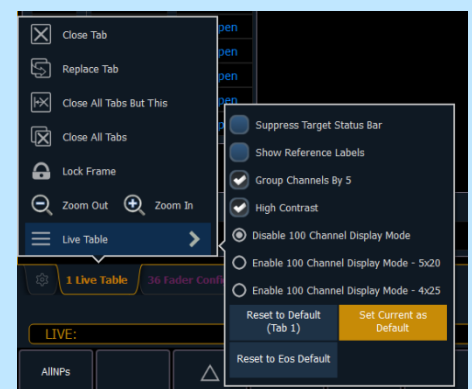 Close Tab
Replace Tab
Close All Tabs But This
Close All Tabs
Lock Frame
Zoom Out
Zoom In
Live Table
pen
pen
pen
pen
Suppress Target Status Bar
Show Reference Labels
Group Channels By 5
High Contrast
Disable 100 Channel Display Mode
Enable 100 Channel Display Mode - 5x20
Enable 100 Channel Display Mode - 4x25
Reset to Default
(Tab 1)
Set Current as
Default
Reset to Eos Default
1 Live Table
36 Fader Confi
LIVE:
AllNPs